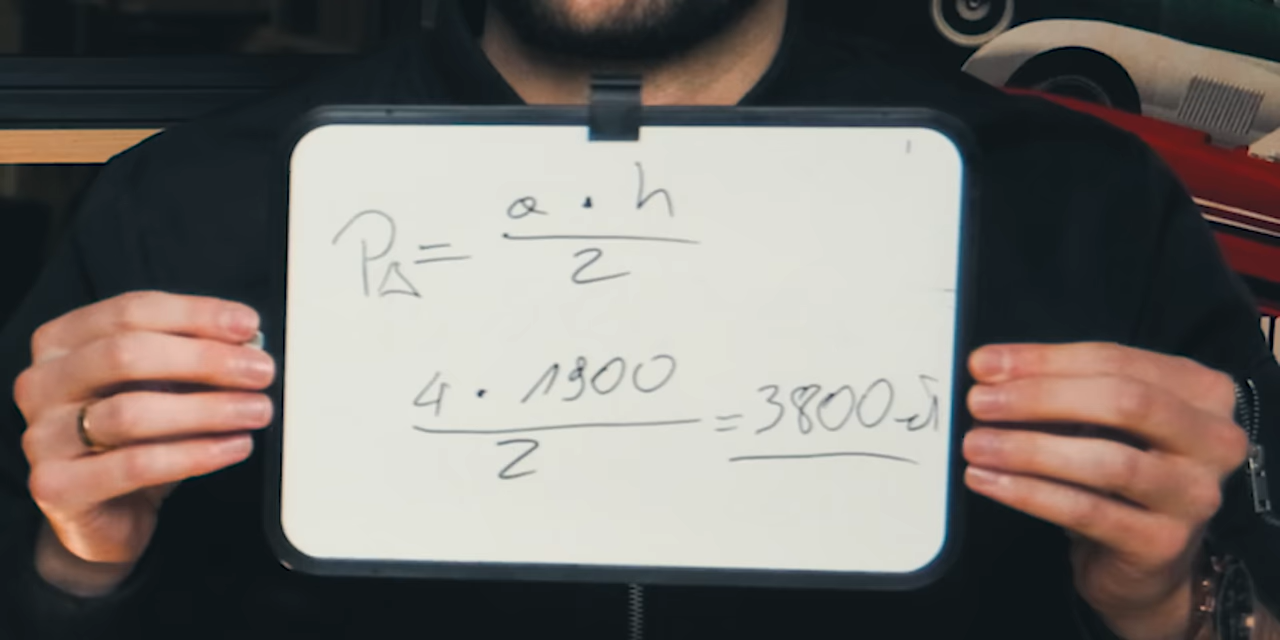 P△ = a · h / 2
4 · 1900 / 2 = 3800